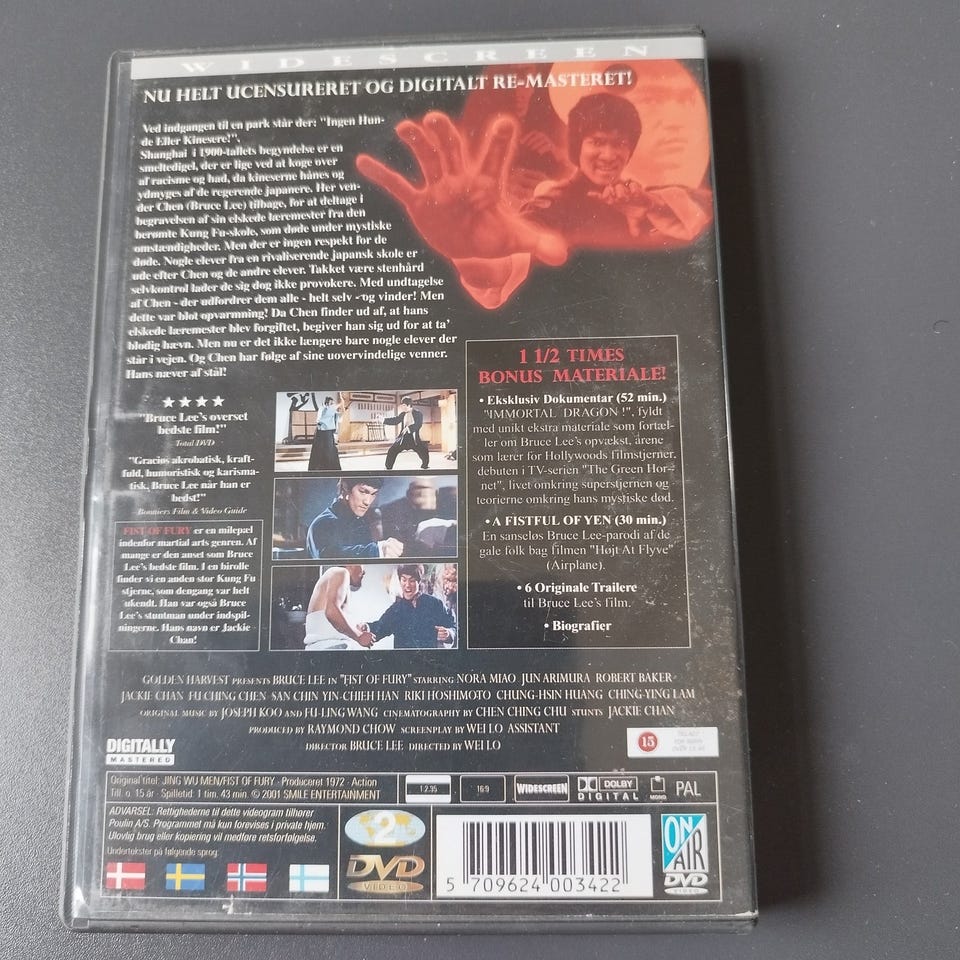 WIDESCREEN
NU HELT UCENSURERET OG DIGITALT RE-MASTERET!
Ved indgangen til en park står der: "Ingen Hun-
de Eller Kinesere!".
Shanghai i 1900-tallets begyndelse er en
smeltedigel, der er lige ved at koge over
af racisme og had, da kineserne hånes og
ydmyges af de regerende japanere. Her ven-
der Chen (Bruce Lee) tilbage, for at deltage i
begravelsen af sin elskede læremester fra den
berømte Kung Fu-skole, som døde under mystiske
omstændigheder. Men der er ingen respekt for de
døde. Nogle elever fra en rivaliserende japansk skole er
ude efter Chen og de andre elever. Takket være stenhård
selvkontrol lader de sig dog ikke provokere. Med undtagelse
af Chen - der udfordrer dem alle - helt selv - og vinder! Men
dette var blot opvarmning! Da Chen finder ud af, at hans
elskede læremester blev forgiftet, begiver han sig ud for at ta'
blodig hævn. Men nu er det ikke længere bare nogle elever der
står i vejen. Og Chen har følge af sine uovervindelige venner.
Hans næver af stål!
"Bruce Lee's overset
bedste film!"
Total DVD
"Graciøs akrobatisk, kraft-
fuld, humoristisk og karisma-
tisk, Bruce Lee når han er
bedst!"
Bonniers Film & Video Guide
FIST OF FURY er en milepæl
indenfor martial arts genren. Af
mange er den anset som Bruce
Lee's bedste film. I en birolle
finder vi en anden stor Kung Fu
stjerne, som dengang var helt
ukendt. Han var også Bruce
Lee's stuntman under indspil-
ningerne. Hans navn er Jackie
Chan!
1 1/2 TIMES
BONUS MATERIALE!
• Eksklusiv Dokumentar (52 min.)
"IMMORTAL DRAGON!", fyldt
med unikt ekstra materiale som fortæl-
ler om Bruce Lee's opvækst, årene
som lærer for Hollywoods filmstjerner,
debuten i TV-serien "The Green Hor-
net", livet omkring superstjernen og
teorierne omkring hans mystiske død.
• A FISTFUL OF YEN (30 min.)
En sanseløs Bruce Lee-parodi af de
gale folk bag filmen "Højt At Flyve"
(Airplane).
• 6 Originale Trailere
til Bruce Lee's film.
• Biografier
GOLDEN HARVEST PRESENTS BRUCE LEE IN "FIST OF FURY" STARRING NORA MIAO JUN ARIMURA ROBERT BAKER
JACKIE CHAN FU CHING CHEN SAN CHIN YIN-CHIEH HAN RIKI HOSHIMOTO CHUNG-HSIN HUANG CHING-YING LAM
ORIGINAL MUSIC BY JOSEPH KOO AND FU-LING WANG CINEMATOGRAPHY BY CHEN CHING CHU STUNTS JACKIE CHAN
PRODUCED BY RAYMOND CHOW SCREENPLAY BY WEI LO ASSISTANT
DIRECTOR BRUCE LEE DIRECTED BY WEI LO
DIGITALLY
MASTERED
15
TILLADT
FOR BØRN
OVER 15 ÅR
Original titel: JING WU MEN/FIST OF FURY · Produceret 1972 · Action
Till. o. 15 år · Spilletid: 1 tim. 43 min. © 2001 SMILE ENTERTAINMENT
1:2.35
16:9
WIDESCREEN
DOLBY
DIGITAL
MONO
PAL
ADVARSEL: Rettighederne til dette videogram tilhører
Poulin A/S. Programmet må kun forevises i private hjem.
Ulovlig brug eller kopiering vil medføre retsforfølgelse.
Undertekster på følgende sprog:
2
DVD
VIDEO
5 709624 003422
ON
AIR
DVD
VIDEO